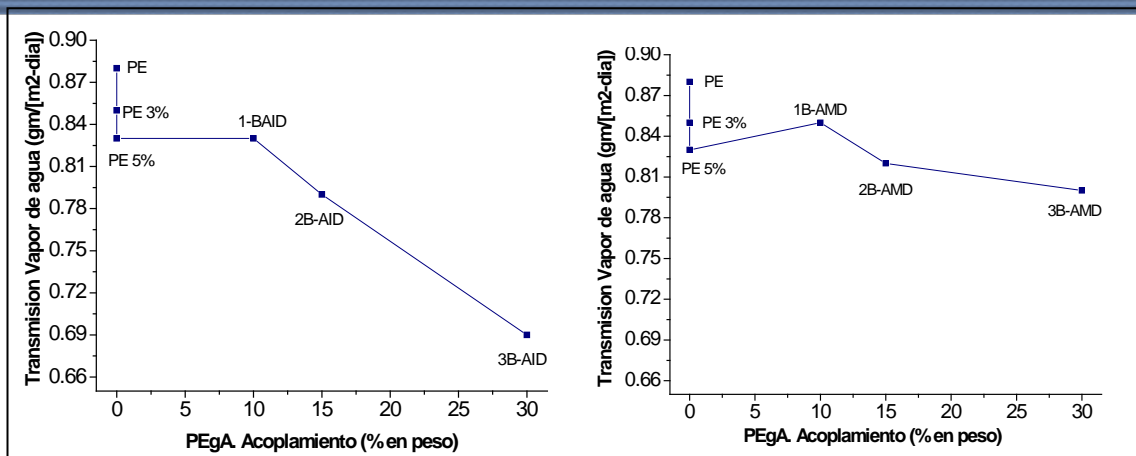 Transmision Vapor de agua (gm/[m2-dia])
0.90
0.87
0.84
0.81
0.78
0.75
0.72
0.69
0.66
PE
PE 3%
PE 5%
1-BAID
2B-AID
3B-AID
0 5 10 15 20 25 30
PEgA. Acoplamiento (% en peso)
Transmision Vapor de agua (gm/[m2-dia])
0.90
0.87
0.84
0.81
0.78
0.75
0.72
0.69
0.66
PE
PE 3%
PE 5%
1B-AMD
2B-AMD
3B-AMD
0 5 10 15 20 25 30
PEgA. Acoplamiento (% en peso)